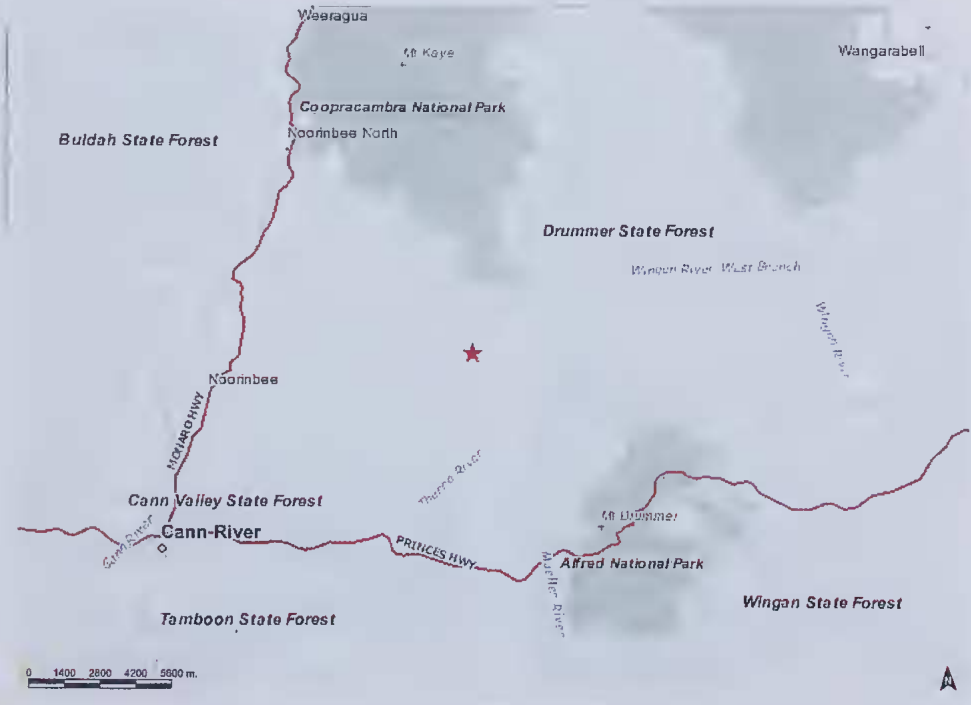 Weeragua
Mt Kaye
Wangarabell
Coopracambra National Park
Noorinbee North
Buldah State Forest
Drummer State Forest
Wingan River West Branch
Wingan River
Noorinbee
MONARO HWY
Thurra River
Cann Valley State Forest
Cann River
Cann-River
Mt Drummer
PRINCES HWY
Mueller River
Alfred National Park
Wingan State Forest
Tamboon State Forest
0 1400 2800 4200 5600 m.
N